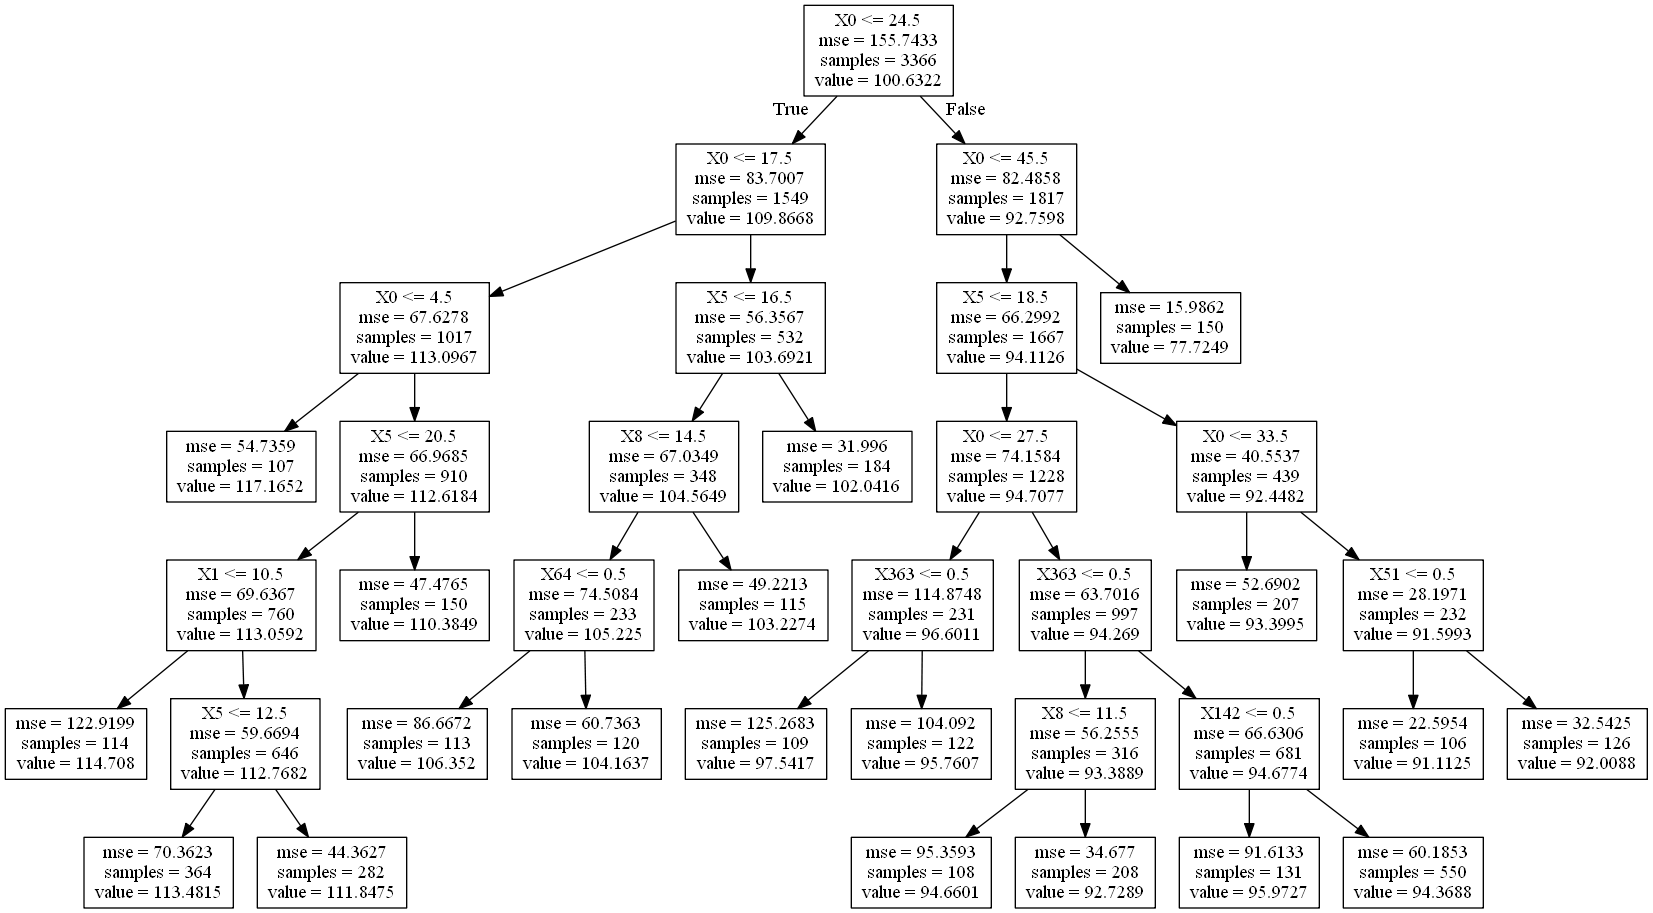 X0 <= 24.5
mse = 155.7433
samples = 3366
value = 100.6322
True
False
X0 <= 17.5
mse = 83.7007
samples = 1549
value = 109.8668
X0 <= 45.5
mse = 82.4858
samples = 1817
value = 92.7598
X0 <= 4.5
mse = 67.6278
samples = 1017
value = 113.0967
X5 <= 16.5
mse = 56.3567
samples = 532
value = 103.6921
X5 <= 18.5
mse = 66.2992
samples = 1667
value = 94.1126
mse = 15.9862
samples = 150
value = 77.7249
mse = 54.7359
samples = 107
value = 117.1652
X5 <= 20.5
mse = 66.9685
samples = 910
value = 112.6184
X8 <= 14.5
mse = 67.0349
samples = 348
value = 104.5649
mse = 31.996
samples = 184
value = 102.0416
X0 <= 27.5
mse = 74.1584
samples = 1228
value = 94.7077
X0 <= 33.5
mse = 40.5537
samples = 439
value = 92.4482
X1 <= 10.5
mse = 69.6367
samples = 760
value = 113.0592
mse = 47.4765
samples = 150
value = 110.3849
X64 <= 0.5
mse = 74.5084
samples = 233
value = 105.225
mse = 49.2213
samples = 115
value = 103.2274
X363 <= 0.5
mse = 114.8748
samples = 231
value = 96.6011
X363 <= 0.5
mse = 63.7016
samples = 997
value = 94.269
mse = 52.6902
samples = 207
value = 93.3995
X51 <= 0.5
mse = 28.1971
samples = 232
value = 91.5993
mse = 122.9199
samples = 114
value = 114.708
X5 <= 12.5
mse = 59.6694
samples = 646
value = 112.7682
mse = 86.6672
samples = 113
value = 106.352
mse = 60.7363
samples = 120
value = 104.1637
mse = 125.2683
samples = 109
value = 97.5417
mse = 104.092
samples = 122
value = 95.7607
X8 <= 11.5
mse = 56.2555
samples = 316
value = 93.3889
X142 <= 0.5
mse = 66.6306
samples = 681
value = 94.6774
mse = 22.5954
samples = 106
value = 91.1125
mse = 32.5425
samples = 126
value = 92.0088
mse = 70.3623
samples = 364
value = 113.4815
mse = 44.3627
samples = 282
value = 111.8475
mse = 95.3593
samples = 108
value = 94.6601
mse = 34.677
samples = 208
value = 92.7289
mse = 91.6133
samples = 131
value = 95.9727
mse = 60.1853
samples = 550
value = 94.3688